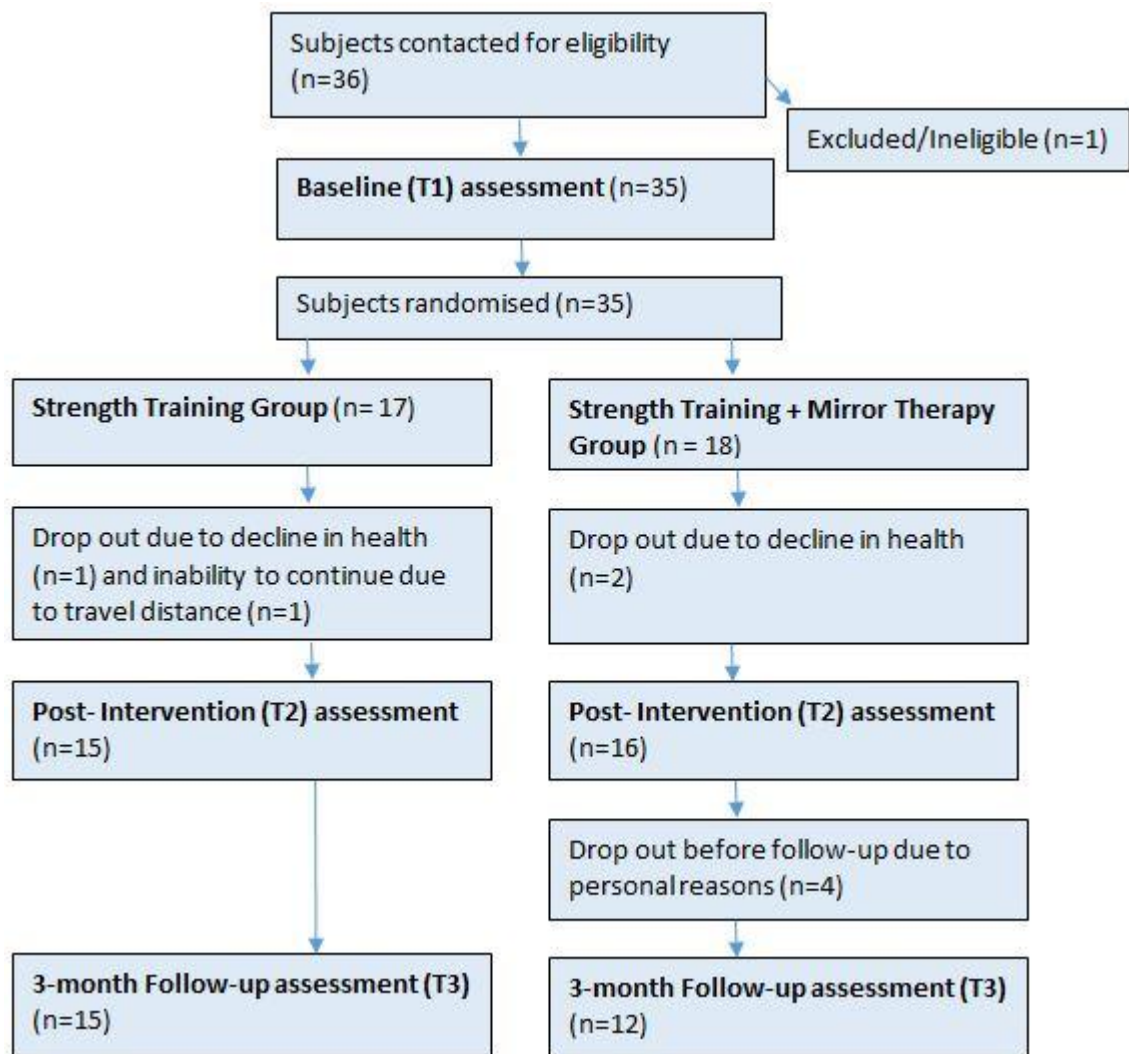 Subjects contacted for eligibility
(n=36)
Excluded/Ineligible (n=1)
Baseline (T1) assessment (n=35)
Subjects randomised (n=35)
Strength Training Group (n= 17)
Strength Training + Mirror Therapy
Group (n = 18)
Drop out due to decline in health
(n=1) and inability to continue due
to travel distance (n=1)
Drop out due to decline in health
(n=2)
Post- Intervention (T2) assessment
(n=15)
Post- Intervention (T2) assessment
(n=16)
Drop out before follow-up due to
personal reasons (n=4)
3-month Follow-up assessment (T3)
(n=15)
3-month Follow-up assessment (T3)
(n=12)